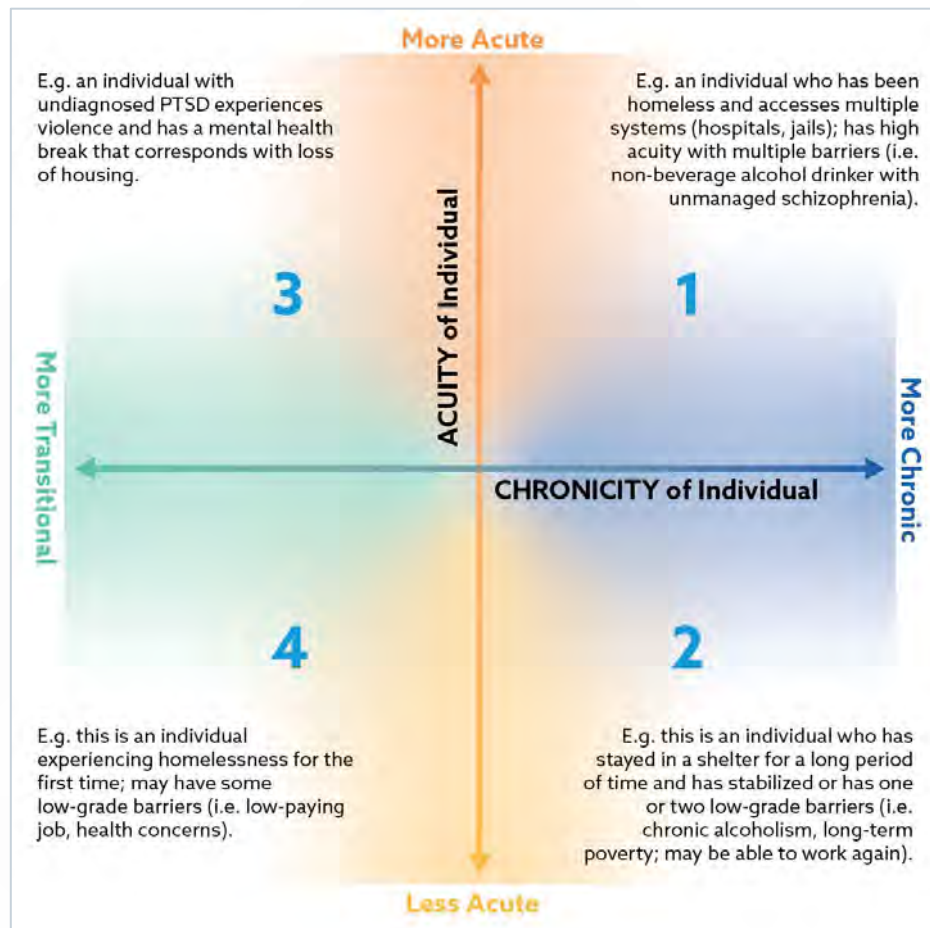 More Acute
E.g. an individual with
undiagnosed PTSD experiences
violence and has a mental health
break that corresponds with loss
of housing.
E.g. an individual who has been
homeless and accesses multiple
systems (hospitals, jails); has high
acuity with multiple barriers (i.e.
non-beverage alcohol drinker with
unmanaged schizophrenia).
ACUITY of Individual
3
1
More Transitional
More Chronic
CHRONICITY of Individual
4
2
E.g. this is an individual
experiencing homelessness for the
first time; may have some
low-grade barriers (i.e. low-paying
job, health concerns).
E.g. this is an individual who has
stayed in a shelter for a long period
of time and has stabilized or has one
or two low-grade barriers (i.e.
chronic alcoholism, long-term
poverty; may be able to work again).
Less Acute